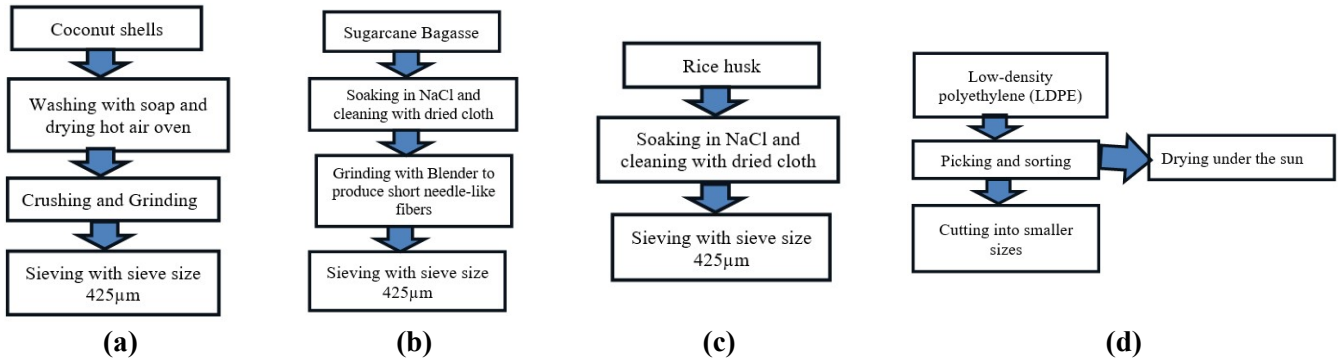 Coconut shells
Washing with soap and
drying hot air oven
Crushing and Grinding
Sieving with sieve size
425µm
(a)
Sugarcane Bagasse
Soaking in NaCl and
cleaning with dried cloth
Grinding with Blender to
produce short needle-like
fibers
Sieving with sieve size
425µm
(b)
Rice husk
Soaking in NaCl and
cleaning with dried cloth
Sieving with sieve size
425µm
(c)
Low-density
polyethylene (LDPE)
Picking and sorting
Drying under the sun
Cutting into smaller
sizes
(d)